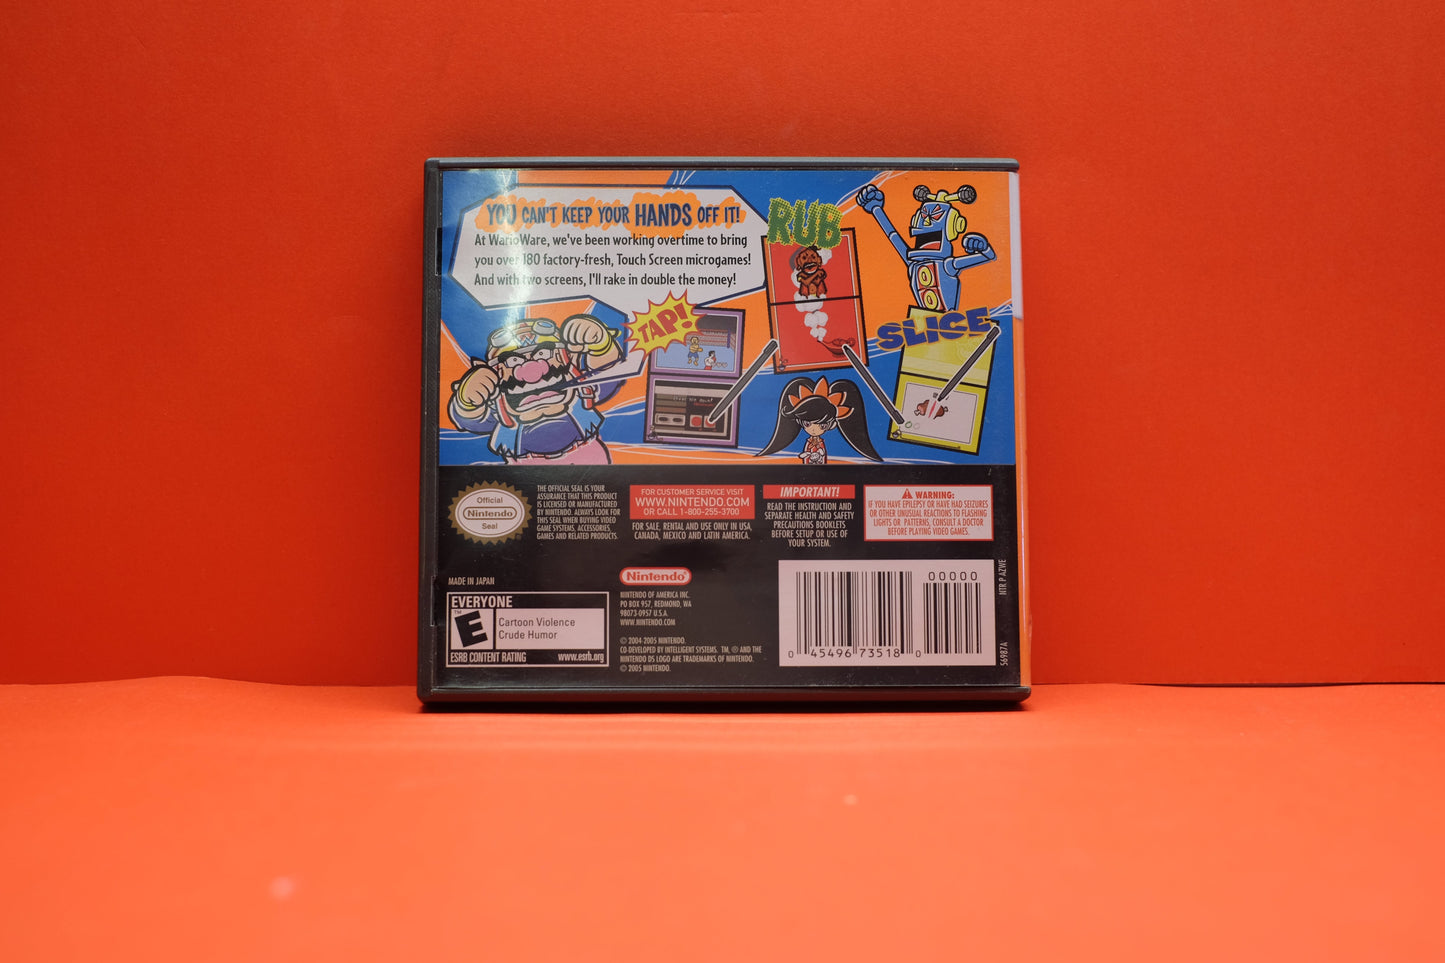 YOU CAN'T KEEP YOUR HANDS OFF IT!
At WarioWare, we've been working overtime to bring
you over 180 factory-fresh, Touch Screen microgames!
And with two screens, I'll rake in double the money!
RUB
TAP!
SLICE
Official
Nintendo
Seal
THE OFFICIAL SEAL IS YOUR
ASSURANCE THAT THIS PRODUCT
IS LICENSED OR MANUFACTURED
BY NINTENDO. ALWAYS LOOK FOR
THIS SEAL WHEN BUYING VIDEO
GAME SYSTEMS, ACCESSORIES,
GAMES AND RELATED PRODUCTS.
FOR CUSTOMER SERVICE VISIT
WWW.NINTENDO.COM
OR CALL 1-800-255-3700
FOR SALE, RENTAL AND USE ONLY IN USA,
CANADA, MEXICO AND LATIN AMERICA.
IMPORTANT!
READ THE INSTRUCTION AND
SEPARATE HEALTH AND SAFETY
PRECAUTIONS BOOKLETS
BEFORE SETUP OR USE OF
YOUR SYSTEM.
WARNING:
IF YOU HAVE EPILEPSY OR HAVE HAD SEIZURES
OR OTHER UNUSUAL REACTIONS TO FLASHING
LIGHTS OR PATTERNS, CONSULT A DOCTOR
BEFORE PLAYING VIDEO GAMES.
MADE IN JAPAN
EVERYONE
TM
E
Cartoon Violence
Crude Humor
ESRB CONTENT RATING www.esrb.org
Nintendo®
NINTENDO OF AMERICA INC.
PO BOX 957, REDMOND, WA
98073-0957 U.S.A.
WWW.NINTENDO.COM
© 2004-2005 NINTENDO.
CO-DEVELOPED BY INTELLIGENT SYSTEMS. TM, ® AND THE
NINTENDO DS LOGO ARE TRADEMARKS OF NINTENDO.
© 2005 NINTENDO.
00000
0 45496 73518 0
NTR P AZWE
56987A